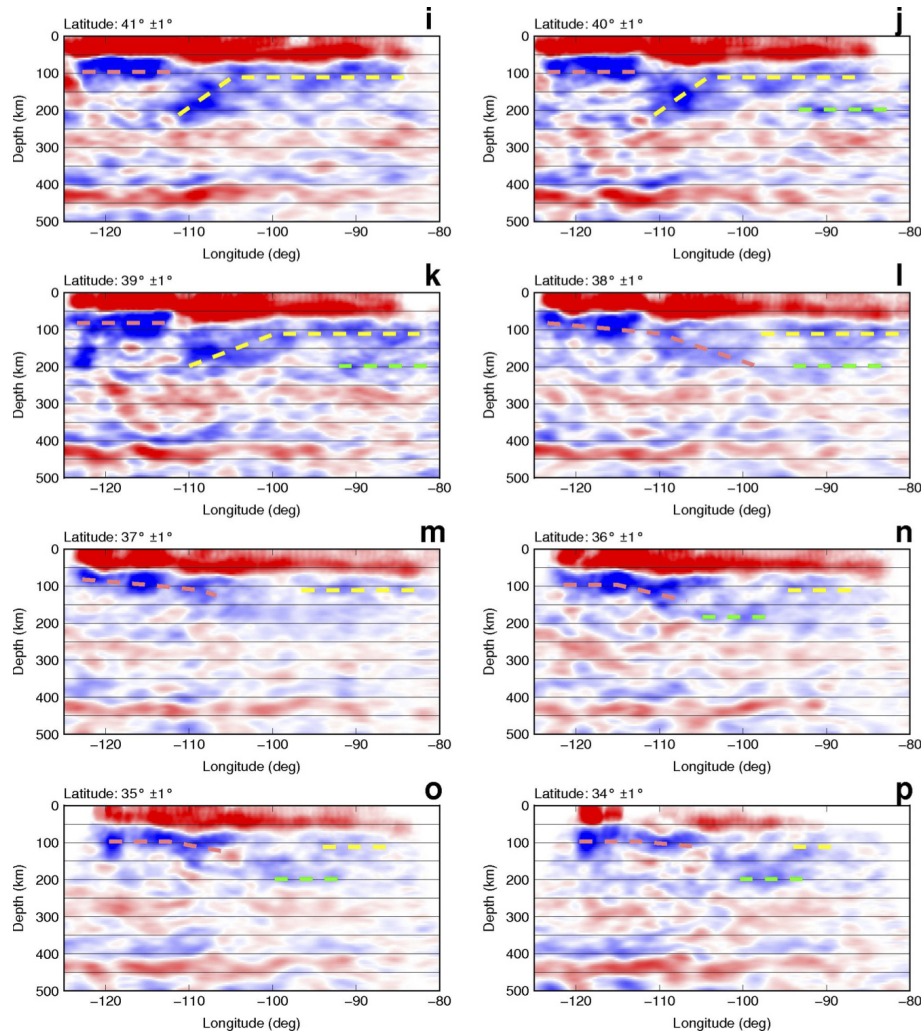 i
j
Latitude: 41° ±1°
Latitude: 40° ±1°
0
100
200
300
400
500
Depth (km)
−120 −110 −100 −90 −80
Longitude (deg)
0
100
200
300
400
500
Depth (km)
−120 −110 −100 −90 −80
Longitude (deg)
k
l
Latitude: 39° ±1°
Latitude: 38° ±1°
0
100
200
300
400
500
Depth (km)
−120 −110 −100 −90 −80
Longitude (deg)
0
100
200
300
400
500
Depth (km)
−120 −110 −100 −90 −80
Longitude (deg)
m
n
Latitude: 37° ±1°
Latitude: 36° ±1°
0
100
200
300
400
500
Depth (km)
−120 −110 −100 −90 −80
Longitude (deg)
0
100
200
300
400
500
Depth (km)
−120 −110 −100 −90 −80
Longitude (deg)
o
p
Latitude: 35° ±1°
Latitude: 34° ±1°
0
100
200
300
400
500
Depth (km)
−120 −110 −100 −90 −80
Longitude (deg)
0
100
200
300
400
500
Depth (km)
−120 −110 −100 −90 −80
Longitude (deg)